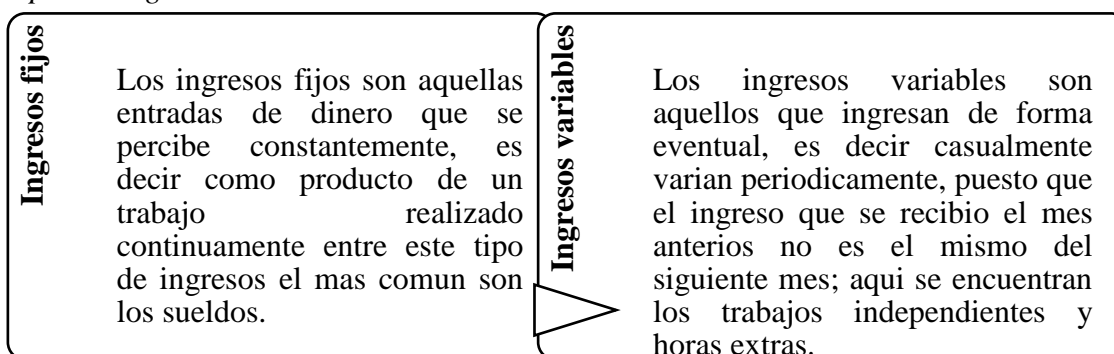 Ingresos fijos
Los ingresos fijos son aquellas
entradas de dinero que se
percibe constantemente, es
decir como producto de un
trabajo realizado
continuamente entre este tipo
de ingresos el mas comun son
los sueldos.
Ingresos variables
Los ingresos variables son
aquellos que ingresan de forma
eventual, es decir casualmente
varian periodicamente, puesto que
el ingreso que se recibio el mes
anterios no es el mismo del
siguiente mes; aqui se encuentran
los trabajos independientes y
horas extras.